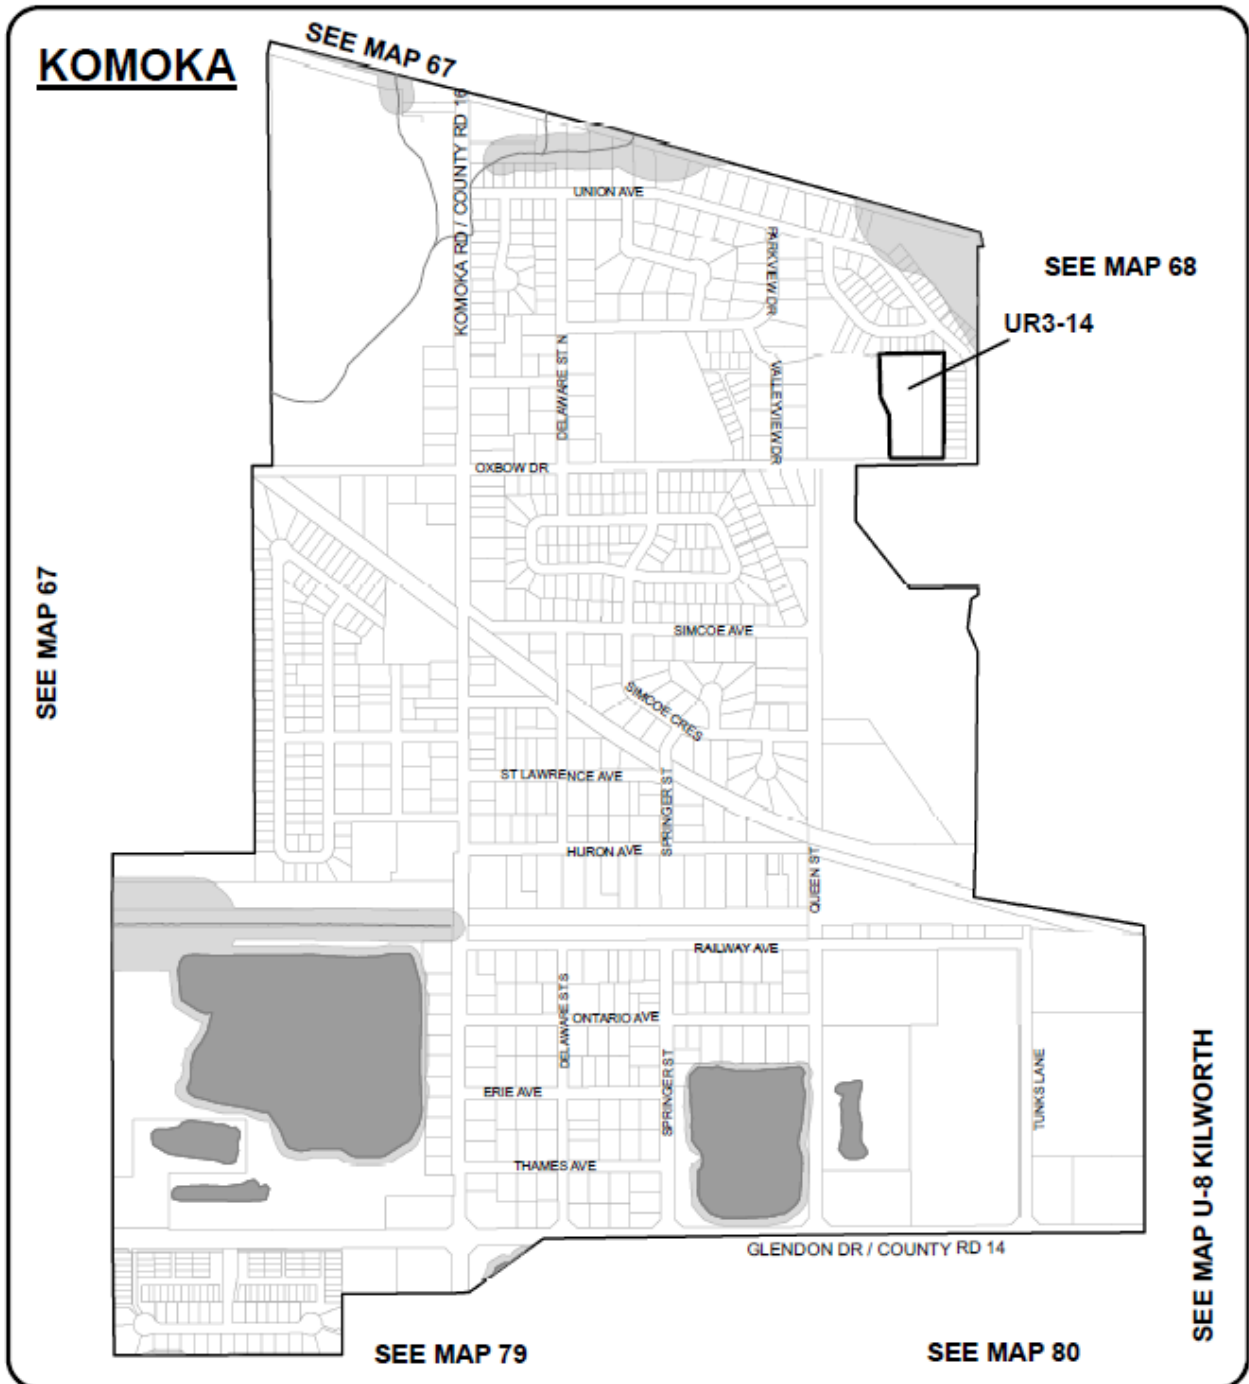 KOMOKA
SEE MAP 67
KOMOKA RD / COUNTY RD 16
UNION AVE
PARKVIEW DR
SEE MAP 68
UR3-14
DELAWARE ST N
VALLEYVIEW DR
OXBOW DR
SEE MAP 67
SIMCOE AVE
SIMCOE CRES
ST LAWRENCE AVE
SPRINGER ST
HURON AVE
QUEEN ST
RAILWAY AVE
DELAWARE ST S
ONTARIO AVE
SPRINGER ST
TUNKS LANE
ERIE AVE
THAMES AVE
SEE MAP U-8 KILWORTH
GLENDON DR / COUNTY RD 14
SEE MAP 79
SEE MAP 80